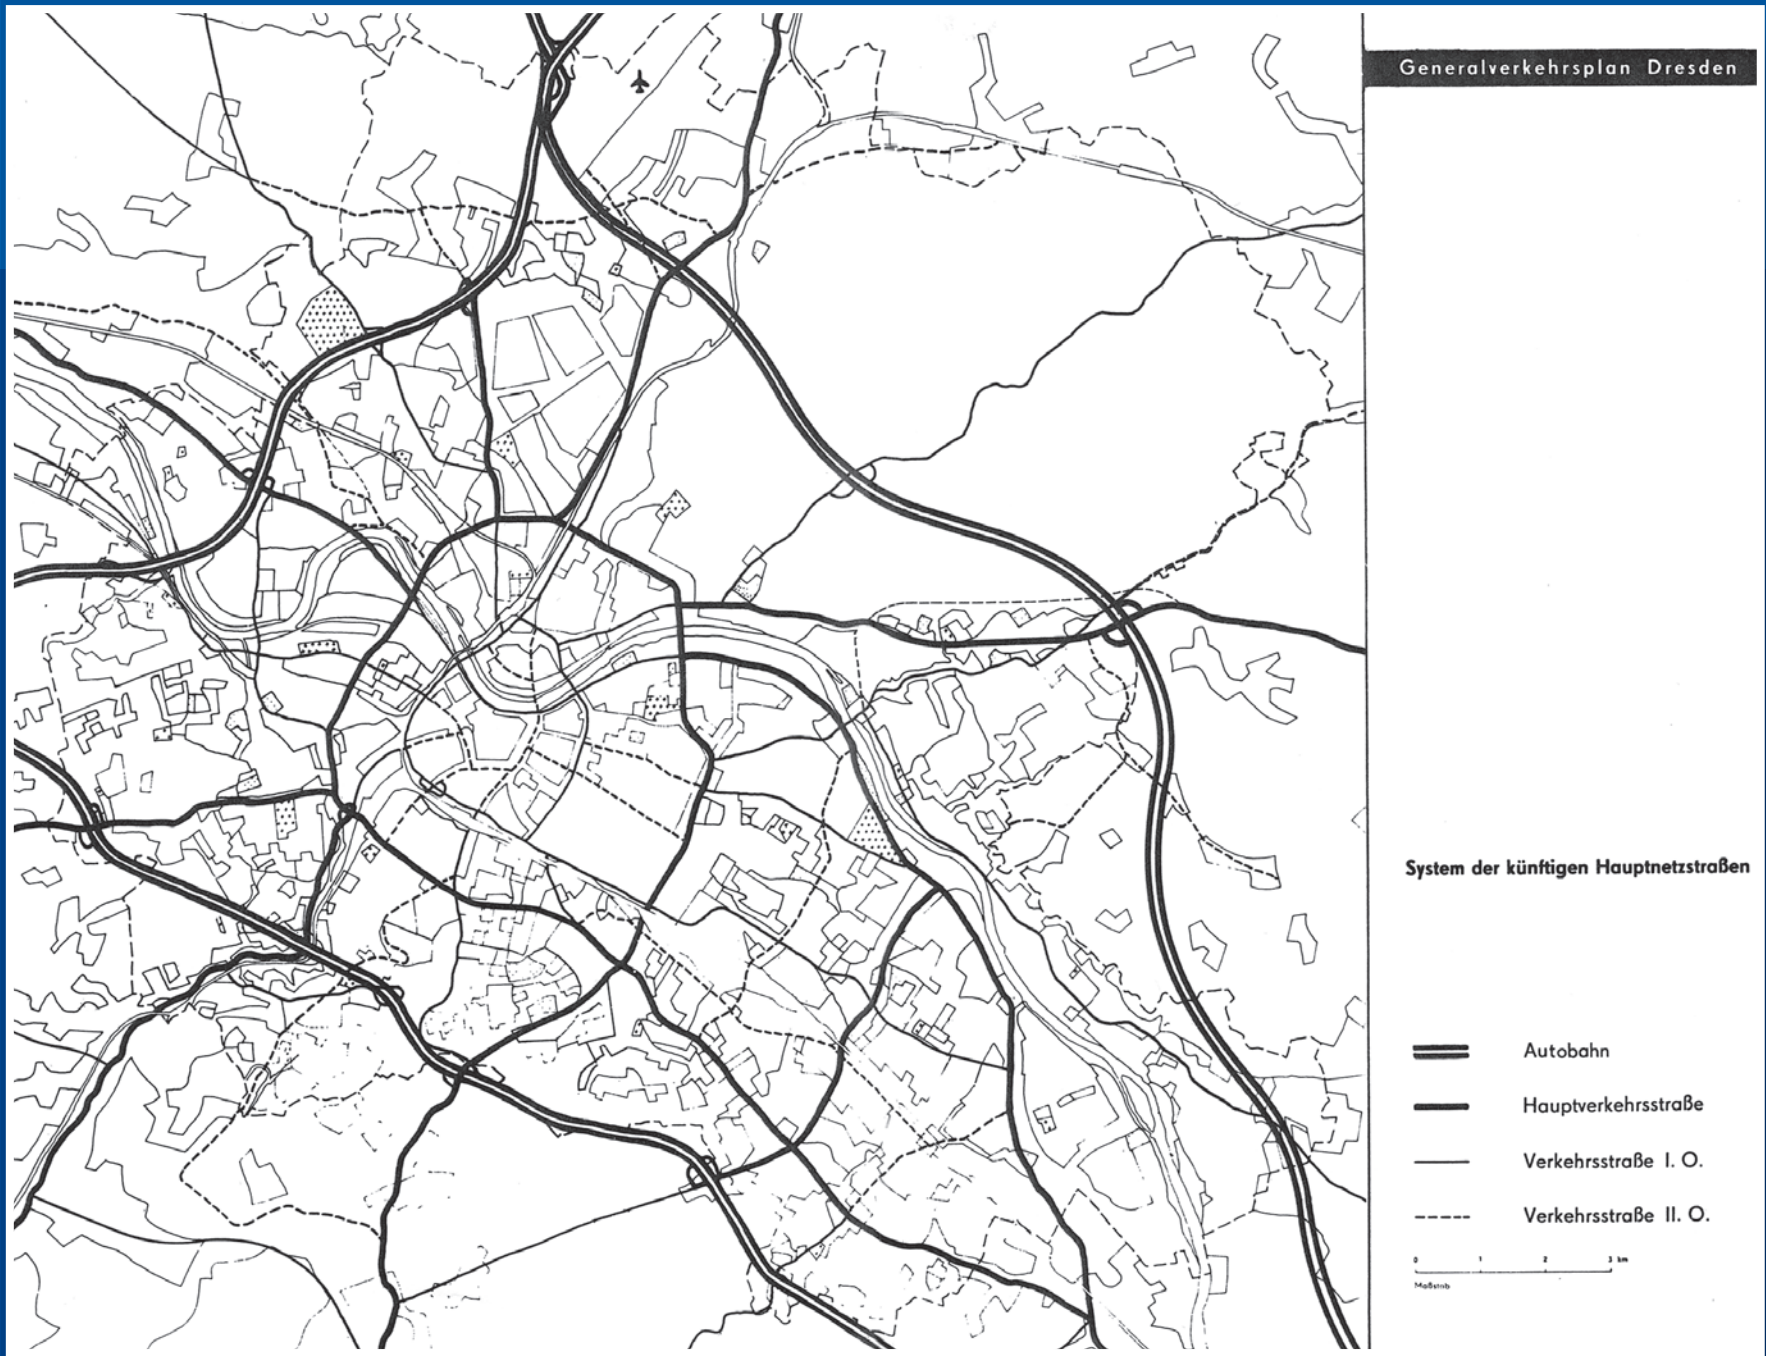 Generalverkehrsplan Dresden
System der künftigen Hauptnetzstraßen
Autobahn
Hauptverkehrsstraße
Verkehrsstraße I. O.
Verkehrsstraße II. O.
0 1 2 3 km
Maßstab